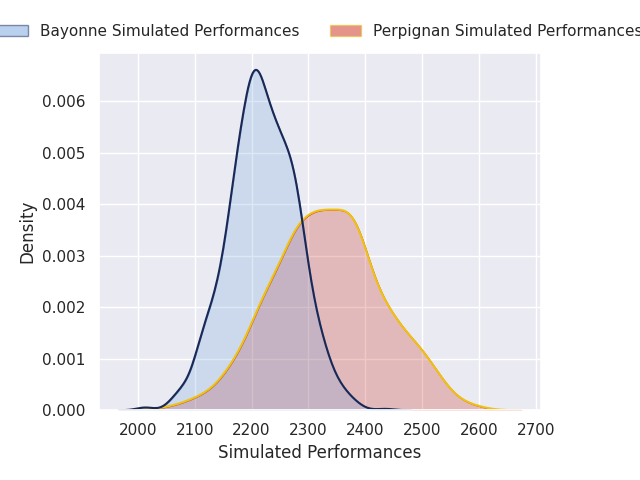 Bayonne Simulated Performances Perpignan Simulated Performances
0.006
0.005
0.004
0.003
0.002
0.001
0.000
Density
2000 2100 2200 2300 2400 2500 2600 2700
Simulated Performances